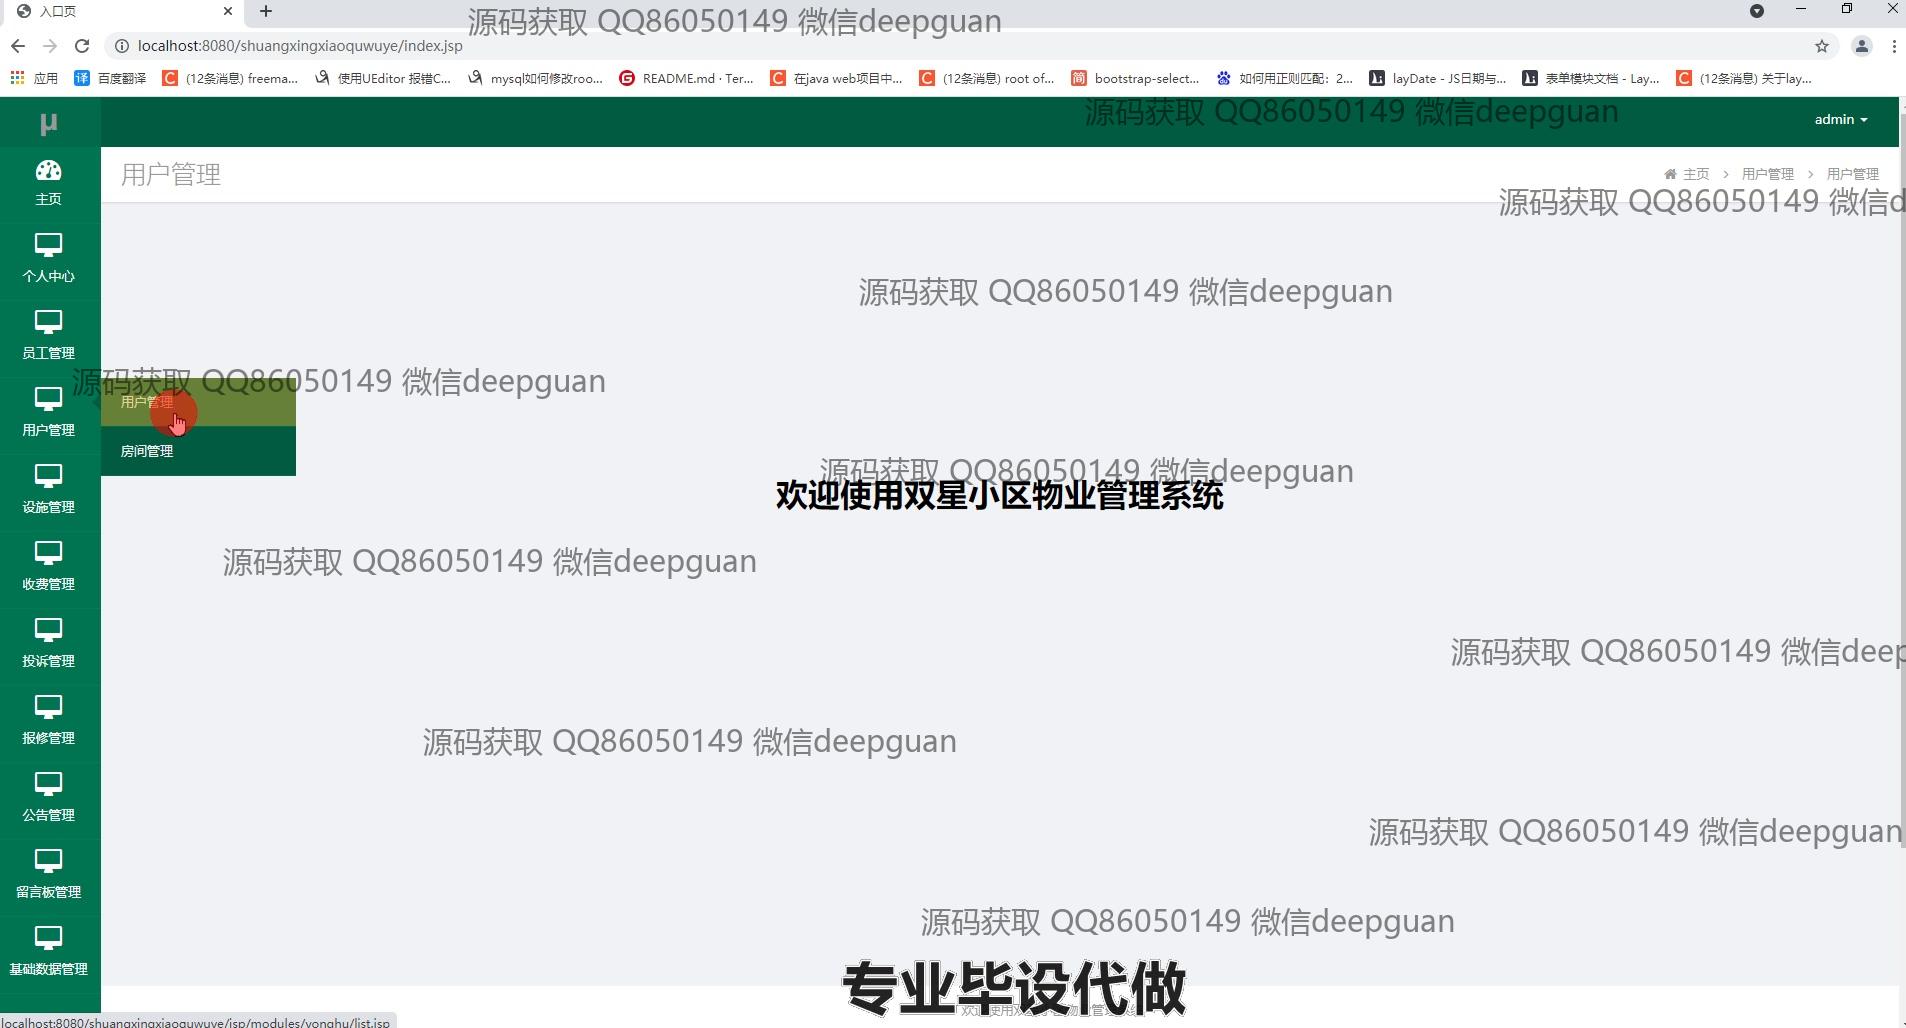 入口页
源码获取 QQ86050149 微信deepguan
localhost:8080/shuangxingxiaoquwuye/index.jsp
应用 百度翻译 (12条消息) freema... 使用UEditor 报错C... mysql如何修改roo... README.md · Ter... 在java web项目中... (12条消息) root of... bootstrap-select... 如何用正则匹配：2... layDate - JS日期与... 表单模块文档 - Lay... (12条消息) 关于lay...
源码获取 QQ86050149 微信deepguan
μ
admin
用户管理
主页 > 用户管理 > 用户管理
主页
源码获取 QQ86050149 微信d
个人中心
源码获取 QQ86050149 微信deepguan
员工管理
源码获取 QQ86050149 微信deepguan
用户管理
用户管理
房间管理
源码获取 QQ86050149 微信deepguan
欢迎使用双星小区物业管理系统
设施管理
源码获取 QQ86050149 微信deepguan
收费管理
源码获取 QQ86050149 微信deep
投诉管理
报修管理
源码获取 QQ86050149 微信deepguan
公告管理
源码获取 QQ86050149 微信deepguan
留言板管理
源码获取 QQ86050149 微信deepguan
基础数据管理
专业毕设代做
localhost:8080/shuangxingxiaoquwuye/jsp/modules/yonghu/list.jsp